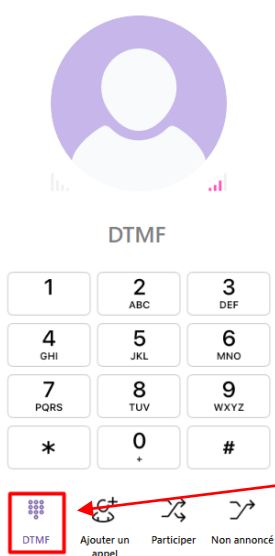 DTMF
1 2 3
ABC DEF
4 5 6
GHI JKL MNO
7 8 9
PQRS TUV WXYZ
* 0 #
+
DTMF Ajouter un Participer Non annoncé
appel